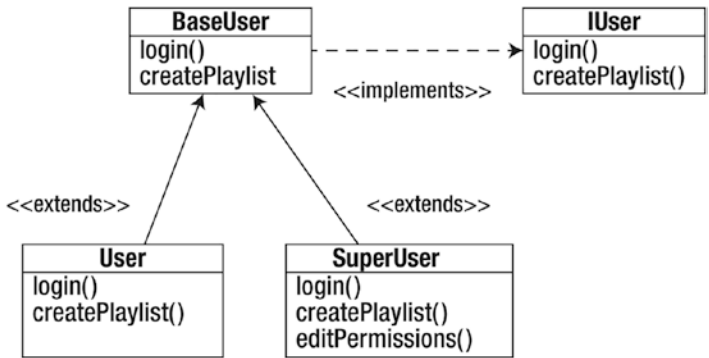 BaseUser
login()
createPlaylist
IUser
login()
createPlaylist()
<<implements>>
<<extends>>
<<extends>>
User
login()
createPlaylist()
SuperUser
login()
createPlaylist()
editPermissions()